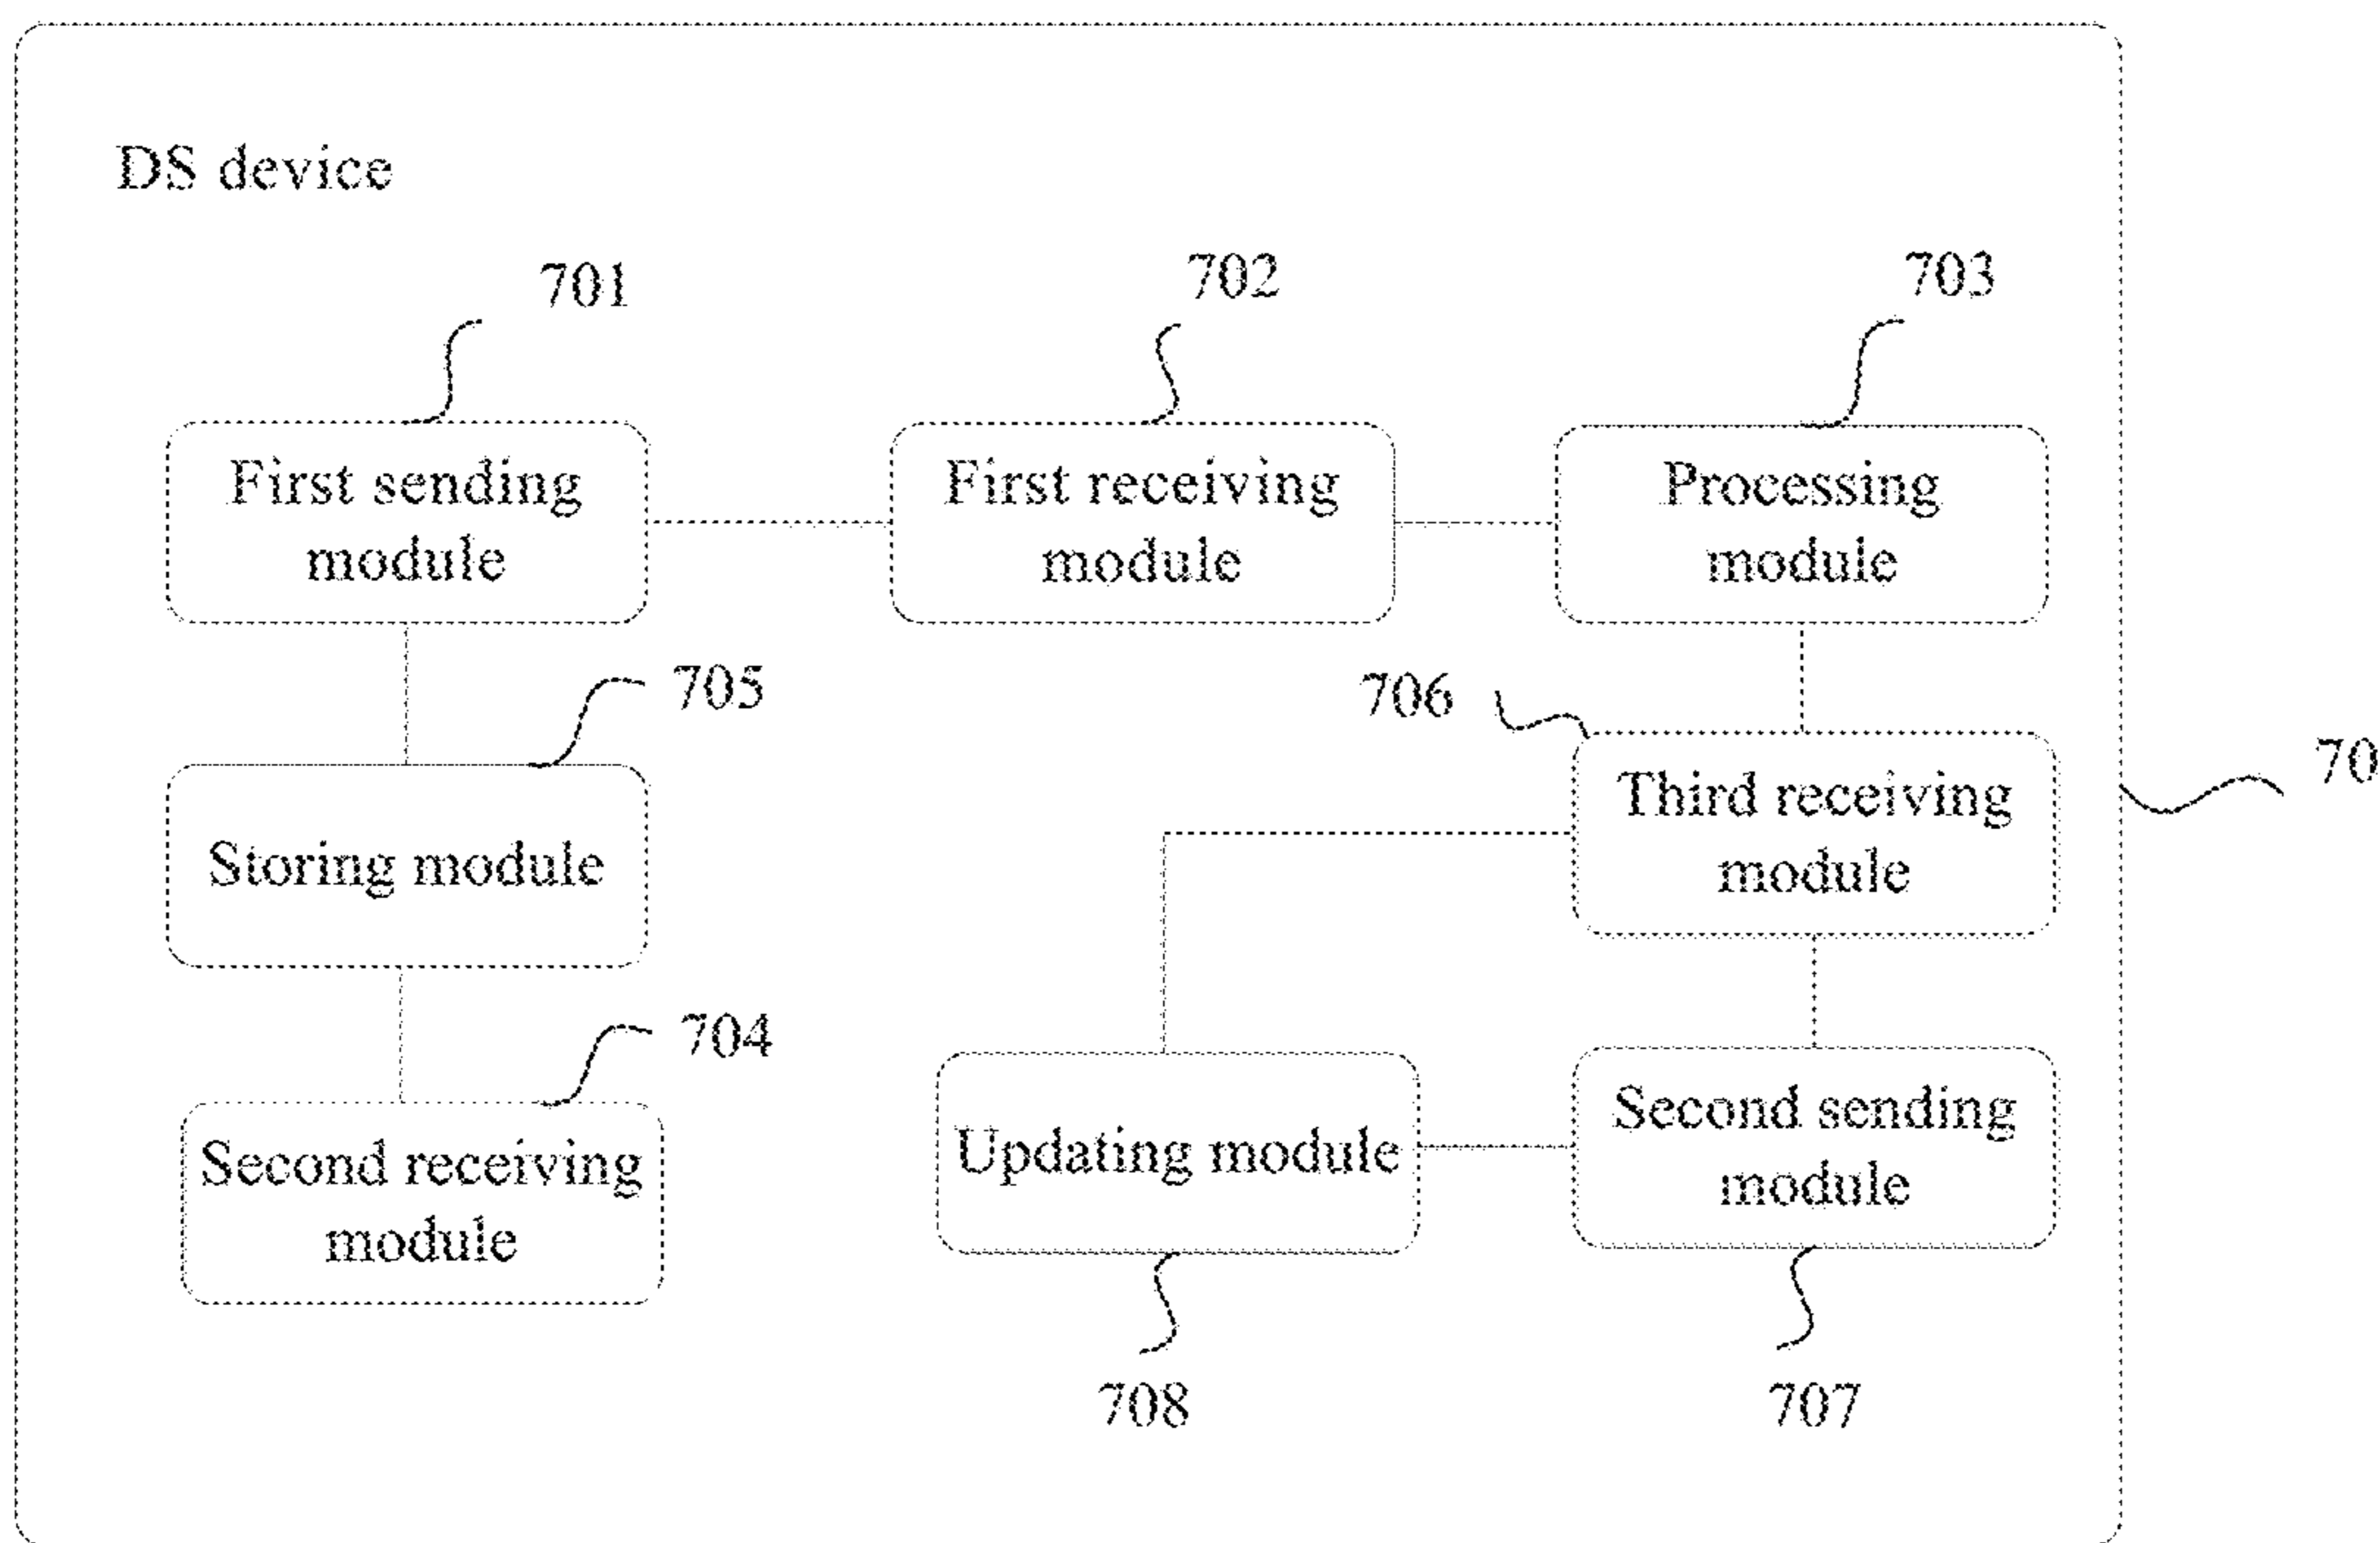 DS device
701
702
703
First sending
module
First receiving
module
Processing
module
705
706
70
Storing module
Third receiving
module
704
Second receiving
module
Updating module
Second sending
module
708
707